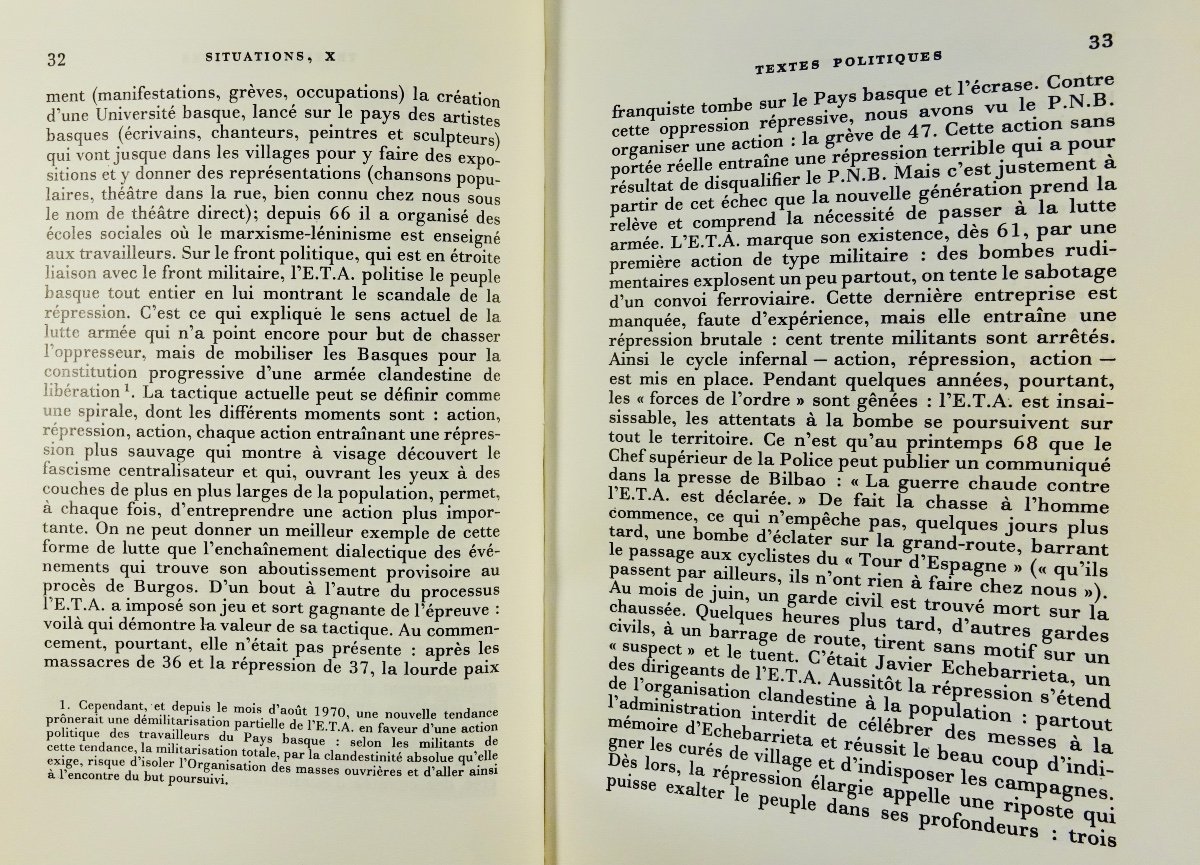 32
SITUATIONS, X
ment (manifestations, grèves, occupations) la création
d'une Université basque, lancé sur le pays des artistes
basques (écrivains, chanteurs, peintres et sculpteurs)
qui vont jusque dans les villages pour y faire des expo-
sitions et y donner des représentations (chansons popu-
laires, théâtre dans la rue, bien connu chez nous sous
le nom de théâtre direct); depuis 66 il a organisé des
écoles sociales où le marxisme-léninisme est enseigné
aux travailleurs. Sur le front politique, qui est en étroite
liaison avec le front militaire, l'E.T.A. politise le peuple
basque tout entier en lui montrant le scandale de la
répression. C'est ce qui explique le sens actuel de la
lutte armée qui n'a point encore pour but de chasser
l'oppresseur, mais de mobiliser les Basques pour la
constitution progressive d'une armée clandestine de
libération ¹. La tactique actuelle peut se définir comme
une spirale, dont les différents moments sont : action,
répression, action, chaque action entraînant une répres-
sion plus sauvage qui montre à visage découvert le
fascisme centralisateur et qui, ouvrant les yeux à des
couches de plus en plus larges de la population, permet,
à chaque fois, d'entreprendre une action plus impor-
tante. On ne peut donner un meilleur exemple de cette
forme de lutte que l'enchaînement dialectique des évé-
nements qui trouve son aboutissement provisoire au
procès de Burgos. D'un bout à l'autre du processus
l'E.T.A. a imposé son jeu et sort gagnante de l'épreuve :
voilà qui démontre la valeur de sa tactique. Au commen-
cement, pourtant, elle n'était pas présente : après les
massacres de 36 et la répression de 37, la lourde paix
1. Cependant, et depuis le mois d'août 1970, une nouvelle tendance
prônerait une démilitarisation partielle de l'E.T.A. en faveur d'une action
politique des travailleurs du Pays basque : selon les militants de
cette tendance, la militarisation totale, par la clandestinité absolue qu'elle
exige, risque d'isoler l'Organisation des masses ouvrières et d'aller ainsi
à l'encontre du but poursuivi.
TEXTES POLITIQUES
33
franquiste tombe sur le Pays basque et l'écrase. Contre
cette oppression répressive, nous avons vu le P.N.B.
organiser une action : la grève de 47. Cette action sans
portée réelle entraîne une répression terrible qui a pour
résultat de disqualifier le P.N.B. Mais c'est justement à
partir de cet échec que la nouvelle génération prend la
relève et comprend la nécessité de passer à la lutte
armée. L'E.T.A. marque son existence, dès 61, par une
première action de type militaire : des bombes rudi-
mentaires explosent un peu partout, on tente le sabotage
d'un convoi ferroviaire. Cette dernière entreprise est
manquée, faute d'expérience, mais elle entraîne une
répression brutale : cent trente militants sont arrêtés.
Ainsi le cycle infernal — action, répression, action —
est mis en place. Pendant quelques années, pourtant,
les « forces de l'ordre » sont gênées : l'E.T.A. est insai-
sissable, les attentats à la bombe se poursuivent sur
tout le territoire. Ce n'est qu'au printemps 68 que le
Chef supérieur de la Police peut publier un communiqué
dans la presse de Bilbao : « La guerre chaude contre
l'E.T.A. est déclarée. » De fait la chasse à l'homme
commence, ce qui n'empêche pas, quelques jours plus
tard, une bombe d'éclater sur la grand-route, barrant
le passage aux cyclistes du « Tour d'Espagne » (« qu'ils
passent par ailleurs, ils n'ont rien à faire chez nous »).
Au mois de juin, un garde civil est trouvé mort sur la
chaussée. Quelques heures plus tard, d'autres gardes
civils, à un barrage de route, tirent sans motif sur un
« suspect » et le tuent. C'était Javier Echebarrieta, un
des dirigeants de l'E.T.A. Aussitôt la répression s'étend
de l'organisation clandestine à la population : partout
l'administration interdit de célébrer des messes à la
mémoire d'Echebarrieta et réussit le beau coup d'indi-
gner les curés de village et d'indisposer les campagnes.
Dès lors, la répression élargie appelle une riposte qui
puisse exalter le peuple dans ses profondeurs : trois